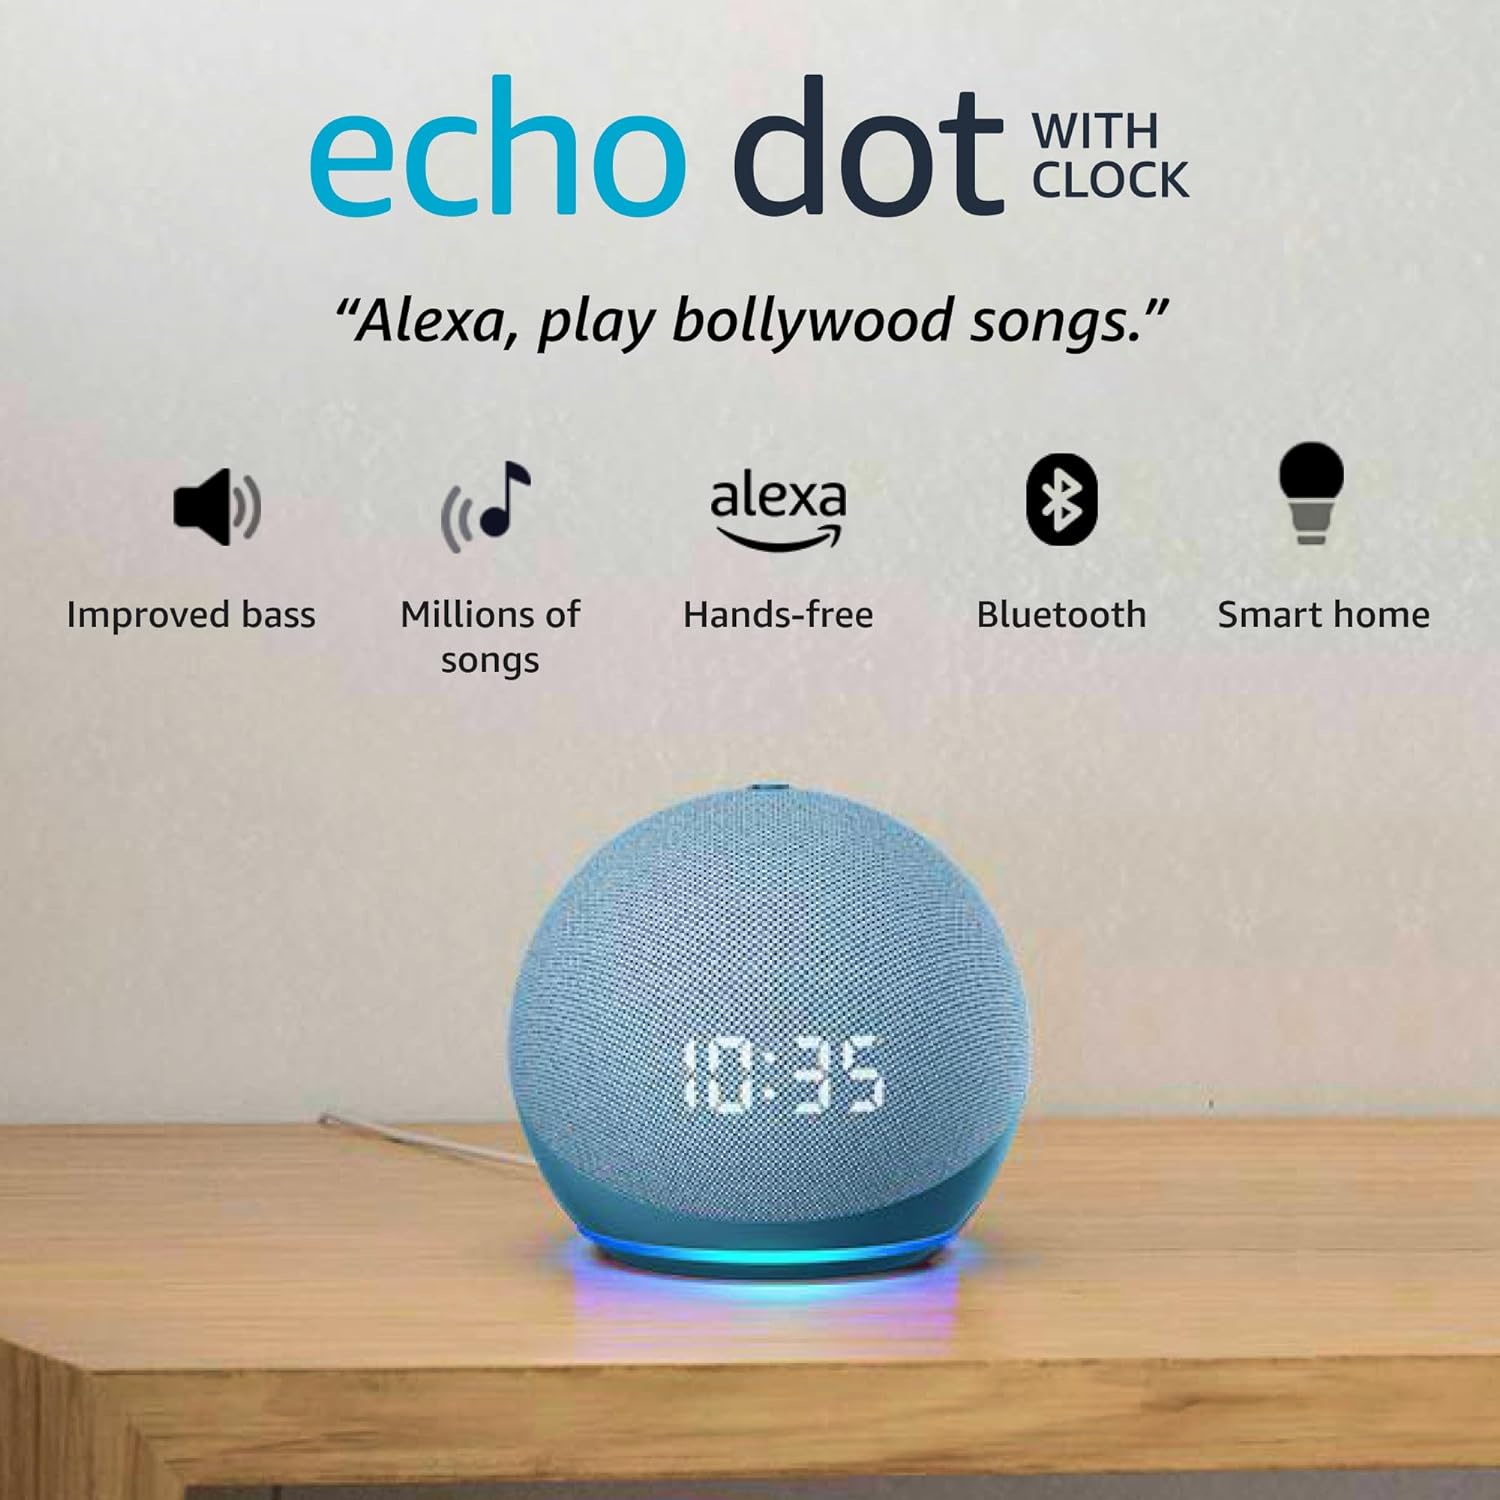 echo dot WITH
CLOCK
“Alexa, play bollywood songs.”
alexa
Improved bass
Millions of
songs
Hands-free
Bluetooth
Smart home
10:35